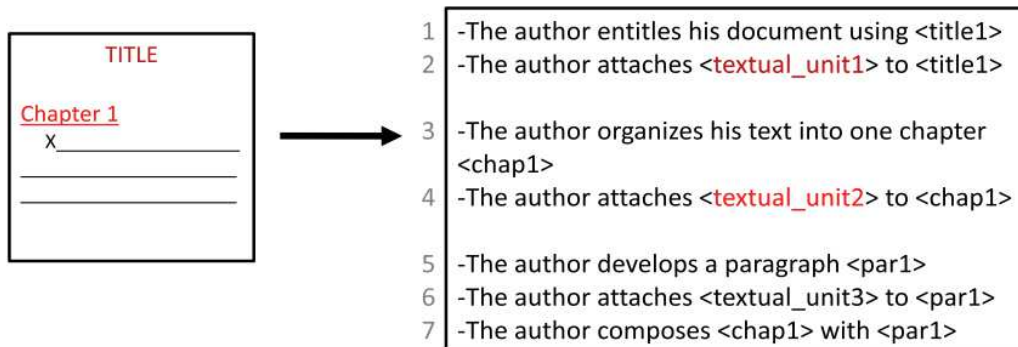 TITLE
Chapter 1
X
1 -The author entitles his document using <title1>
2 -The author attaches <textual_unit1> to <title1>
3 -The author organizes his text into one chapter
<chap1>
4 -The author attaches <textual_unit2> to <chap1>
5 -The author develops a paragraph <par1>
6 -The author attaches <textual_unit3> to <par1>
7 -The author composes <chap1> with <par1>